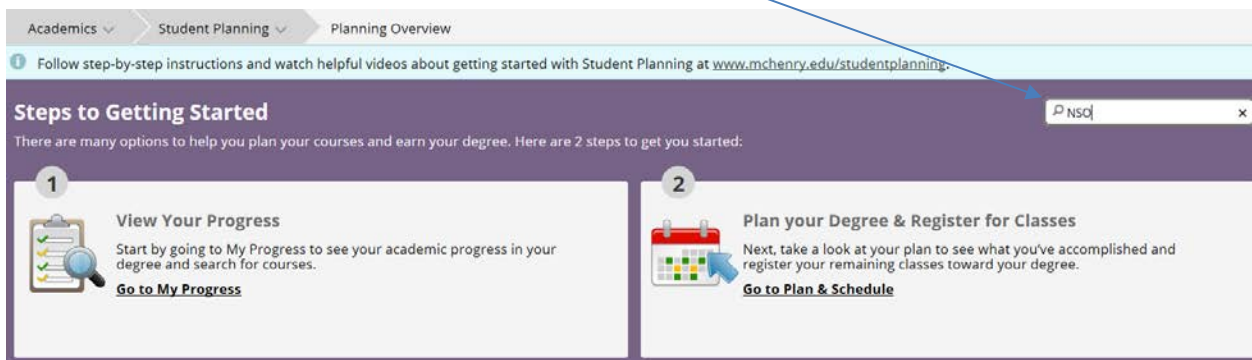 Academics Student Planning Planning Overview
Follow step-by-step instructions and watch helpful videos about getting started with Student Planning at www.mchenry.edu/studentplanning.
Steps to Getting Started
NSO x
There are many options to help you plan your courses and earn your degree. Here are 2 steps to get you started:
1
View Your Progress
Start by going to My Progress to see your academic progress in your
degree and search for courses.
Go to My Progress
2
Plan your Degree & Register for Classes
Next, take a look at your plan to see what you've accomplished and
register your remaining classes toward your degree.
Go to Plan & Schedule